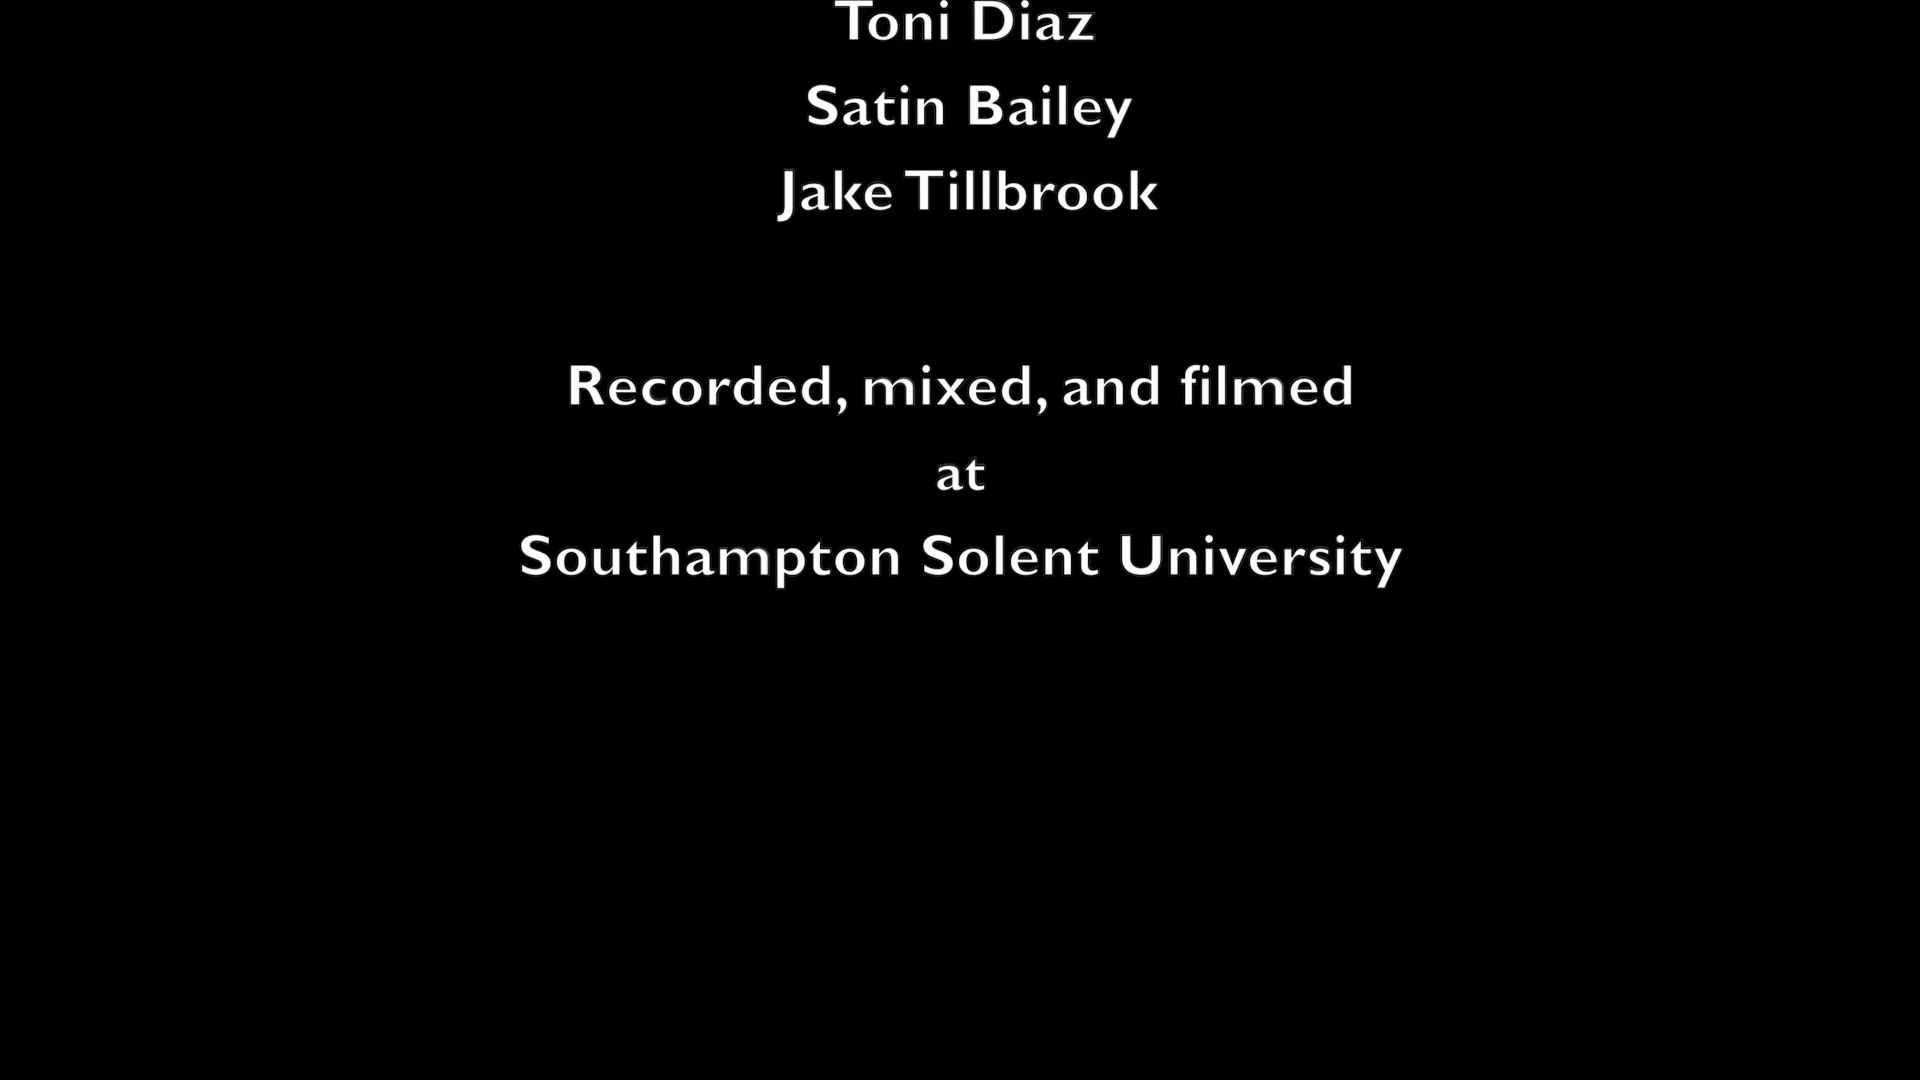 Toni Diaz
Satin Bailey
Jake Tillbrook
Recorded, mixed, and filmed
at
Southampton Solent University